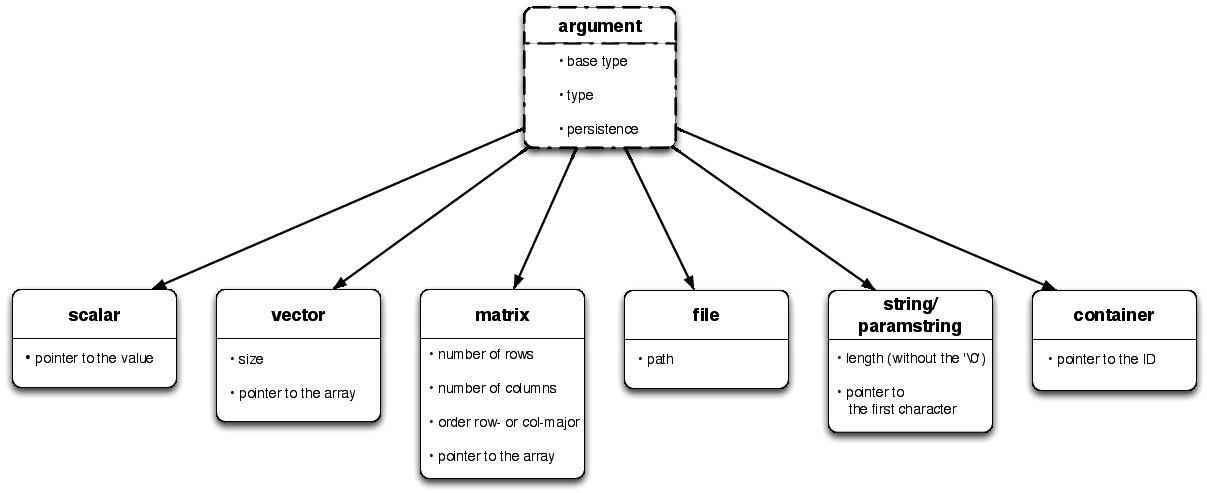 argument
• base type
• type
• persistence
scalar
• pointer to the value
vector
• size
• pointer to the array
matrix
• number of rows
• number of columns
• order row- or col-major
• pointer to the array
file
• path
string/
paramstring
• length (without the '\0')
• pointer to
the first character
container
• pointer to the ID